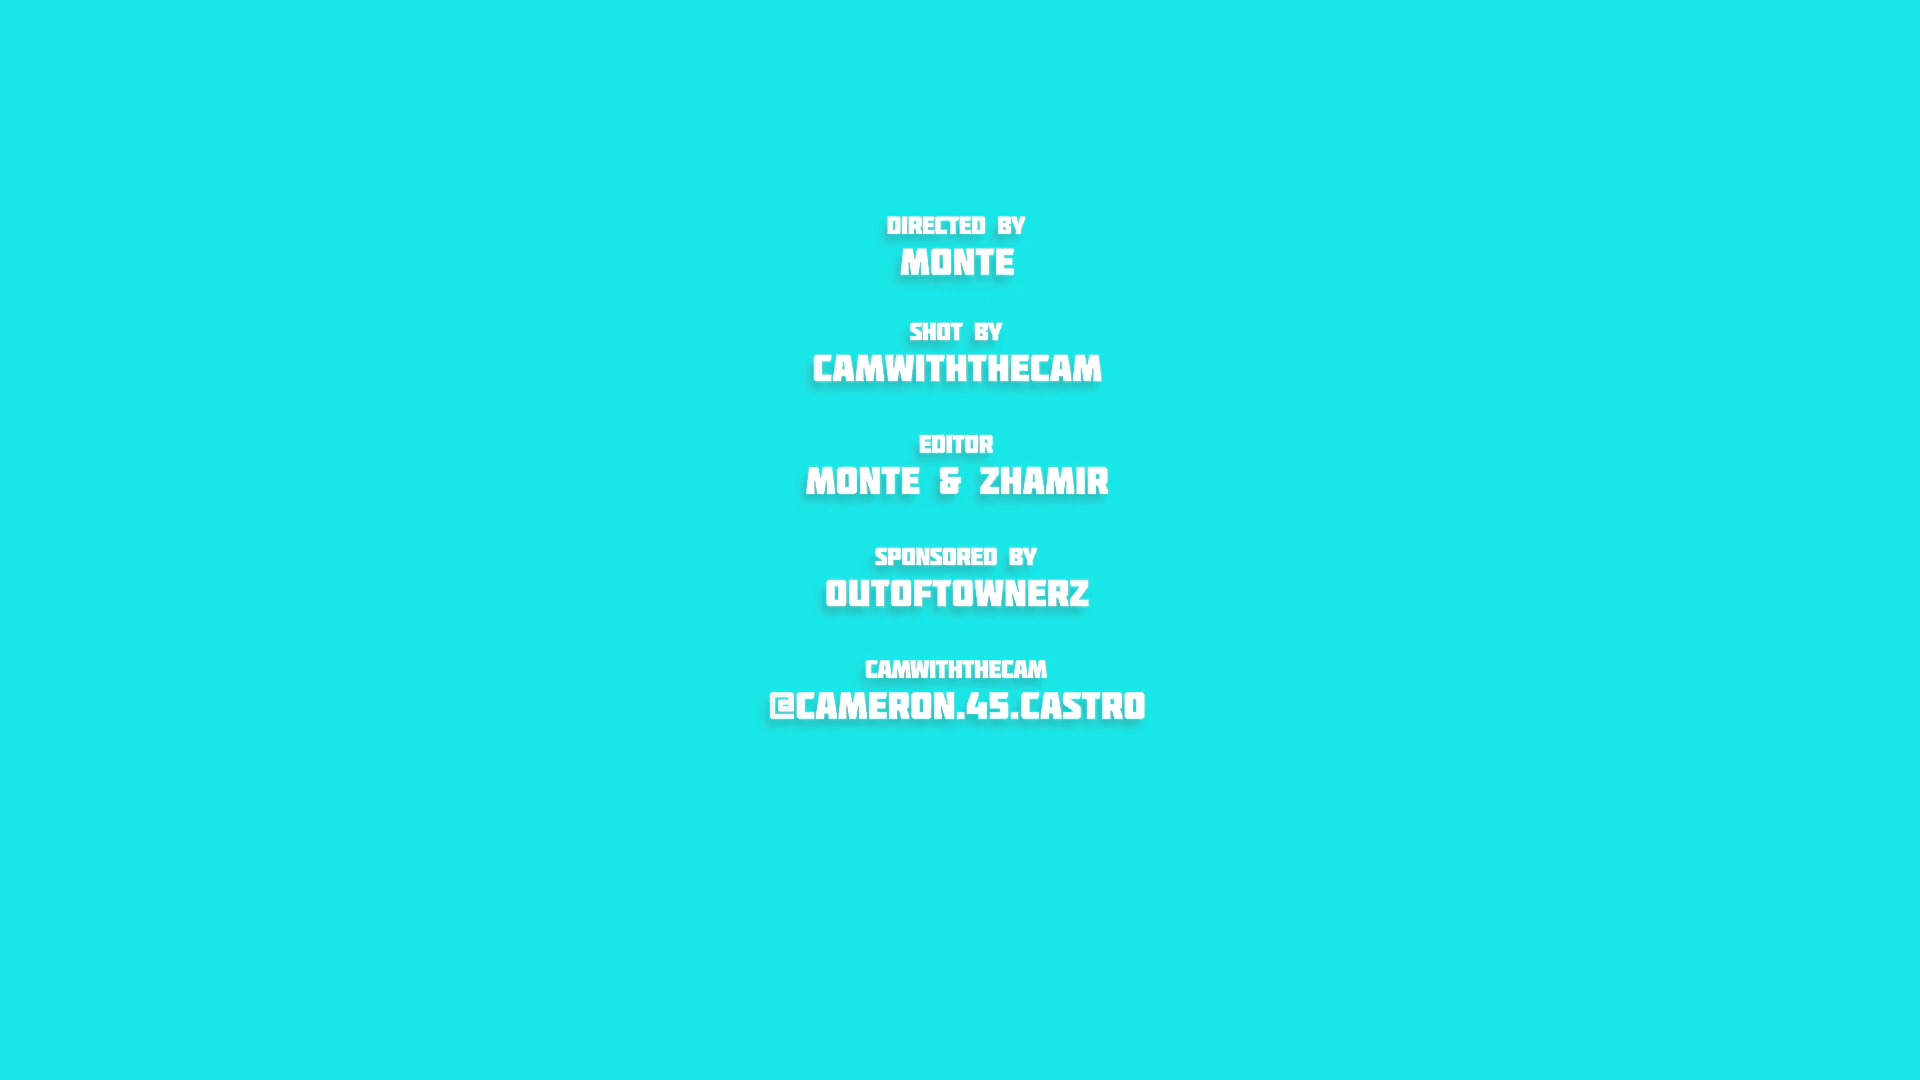 DIRECTED BY
MONTE
SHOT BY
CAMWITHTHECAM
EDITOR
MONTE & ZHAMIR
SPONSORED BY
OUTOFTOWNERZ
CAMWITHTHECAM
@CAMERON.45.CASTRO